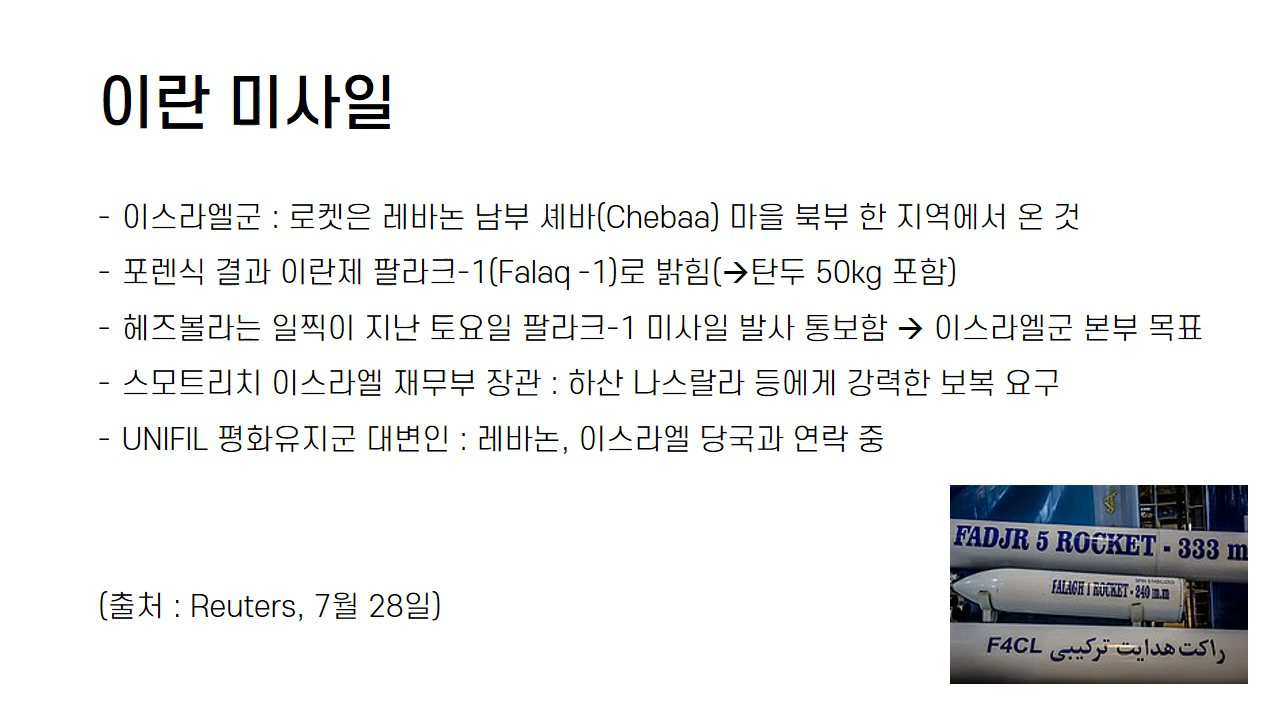 이란 미사일
- 이스라엘군 : 로켓은 레바논 남부 셰바(Chebaa) 마을 북부 한 지역에서 온 것
- 포렌식 결과 이란제 팔라크-1(Falaq -1)로 밝힘(→탄두 50kg 포함)
- 헤즈볼라는 일찍이 지난 토요일 팔라크-1 미사일 발사 통보함 → 이스라엘군 본부 목표
- 스모트리치 이스라엘 재무부 장관 : 하산 나스랄라 등에게 강력한 보복 요구
- UNIFIL 평화유지군 대변인 : 레바논, 이스라엘 당국과 연락 중
(출처 : Reuters, 7월 28일)
FADJR 5 ROCKET - 333 m
SPIN STABILIZED
FALAGH 1 ROCKET - 240 m.m
راکت هدایت ترکیبی F4CL